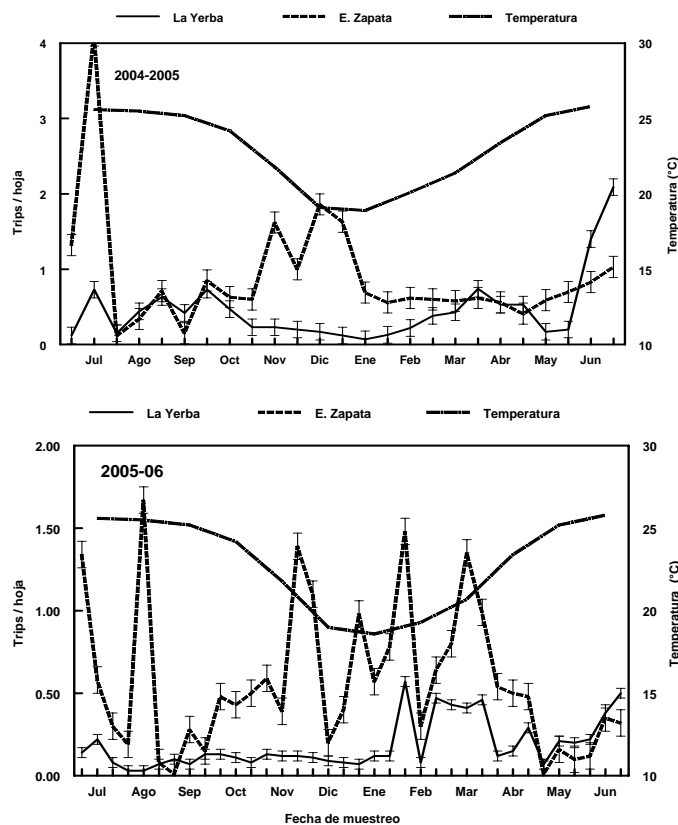 La Yerba E. Zapata Temperatura
4 30
2004-2005
3 25
2 20
1 15
0 10
Trips / hoja
Temperatura (°C)
Jul Ago Sep Oct Nov Dic Ene Feb Mar Abr May Jun
La Yerba E. Zapata Temperatura
2.00 30
2005-06
1.50 25
1.00 20
0.50 15
0.00 10
Trips / hoja
Temperatura (°C)
Jul Ago Sep Oct Nov Dic Ene Feb Mar Abr May Jun
Fecha de muestreo